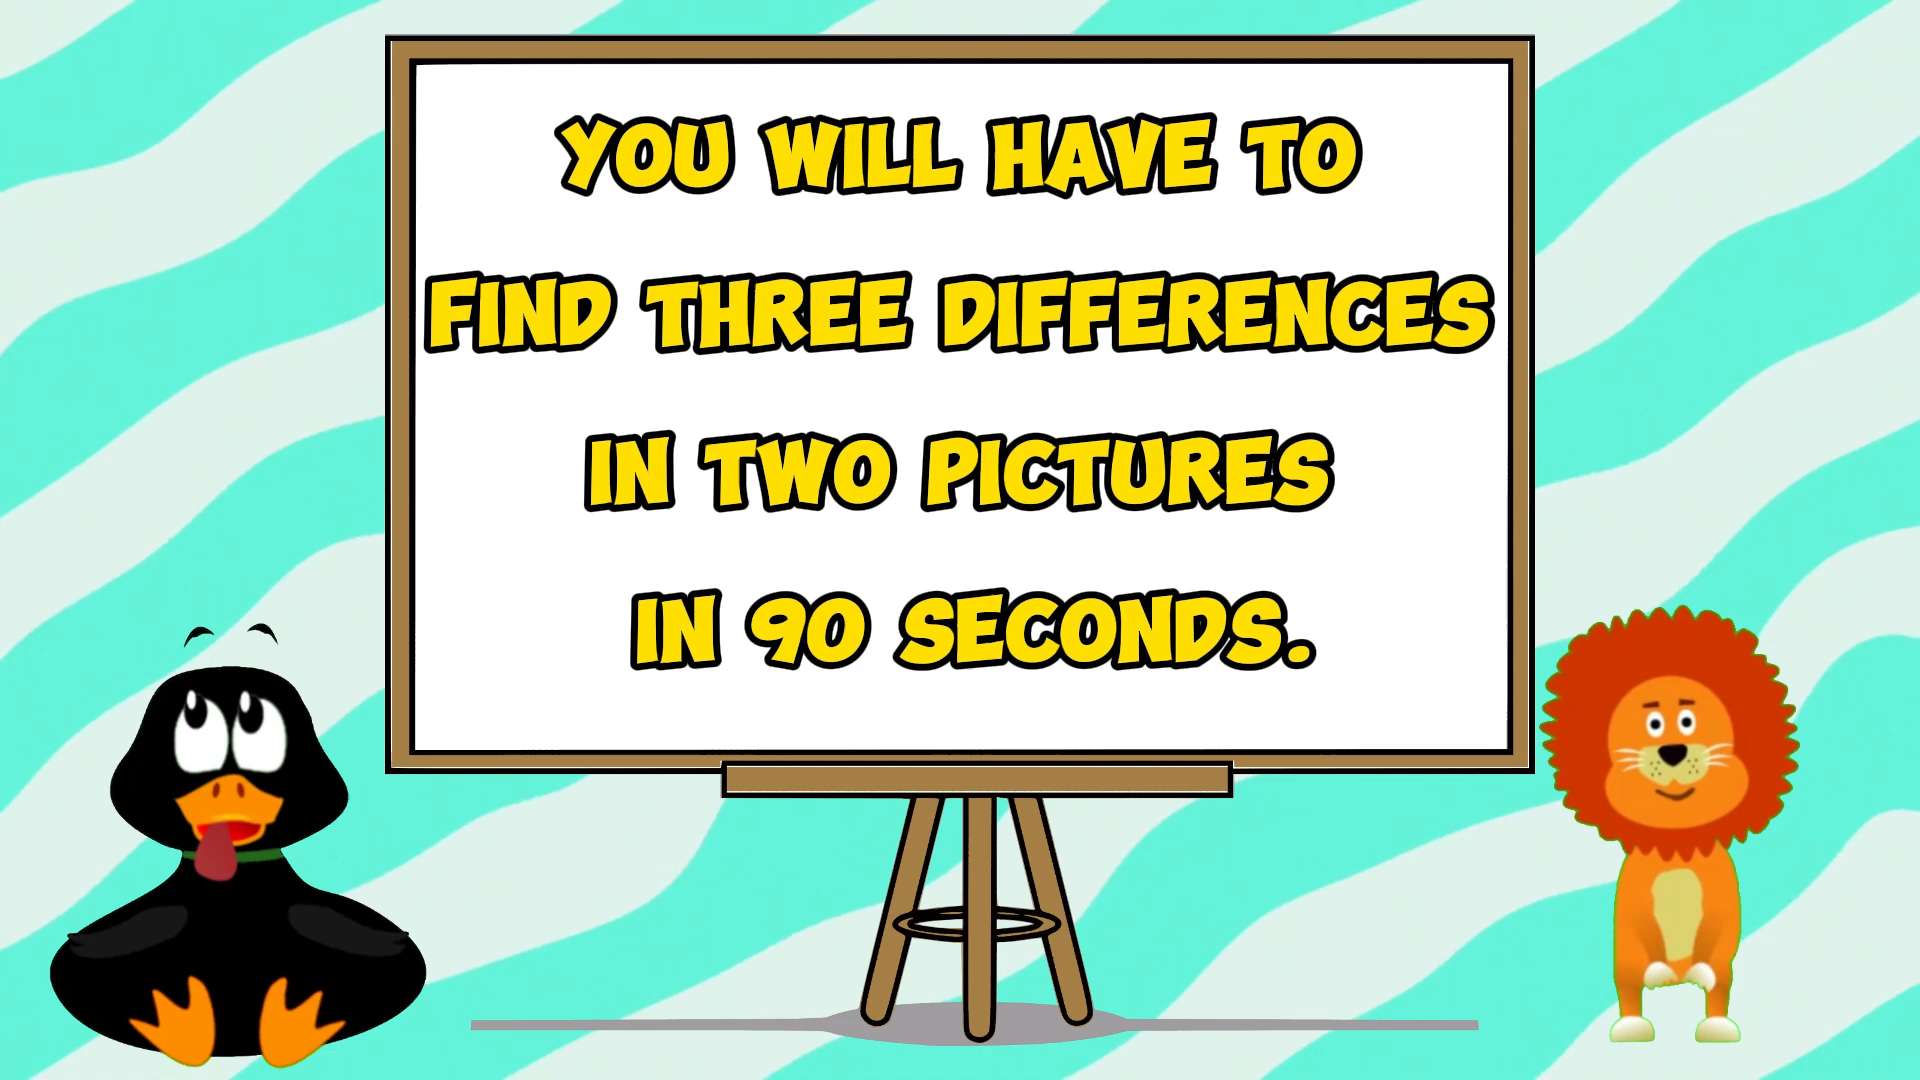 YOU WILL HAVE TO
FIND THREE DIFFERENCES
IN TWO PICTURES
IN 90 SECONDS.